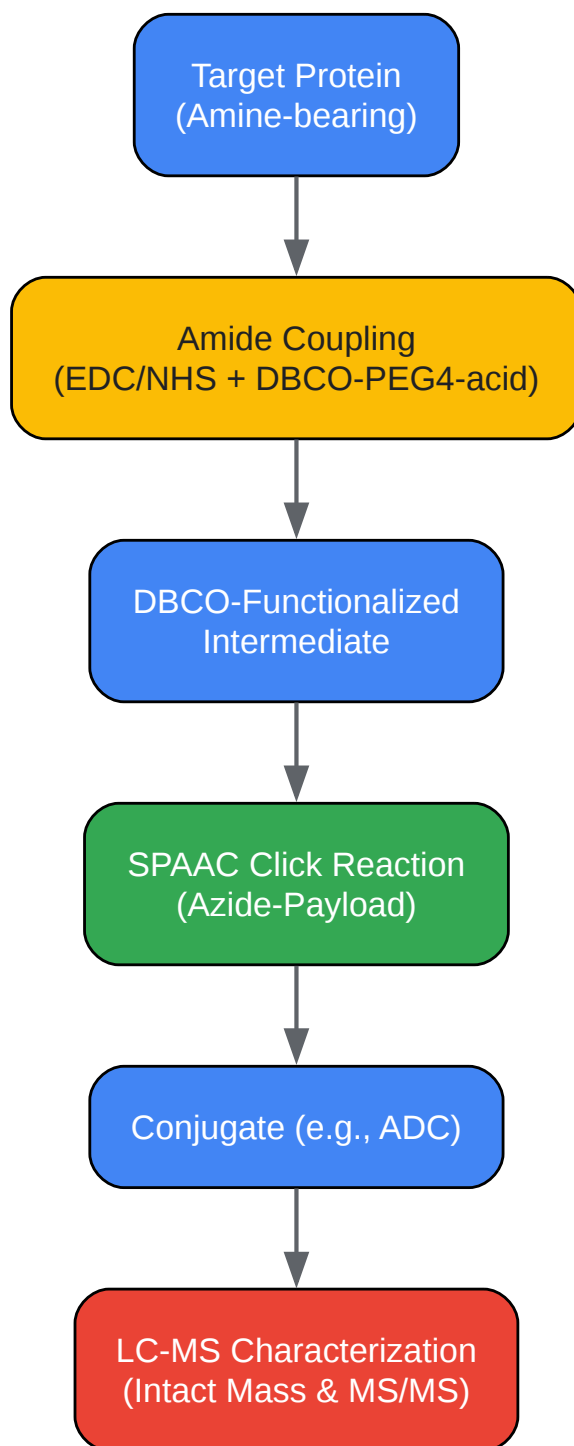 Target Protein
(Amine-bearing)
Amide Coupling
(EDC/NHS + DBCO-PEG4-acid)
DBCO-Functionalized
Intermediate
SPAAC Click Reaction
(Azide-Payload)
Conjugate (e.g., ADC)
LC-MS Characterization
(Intact Mass & MS/MS)